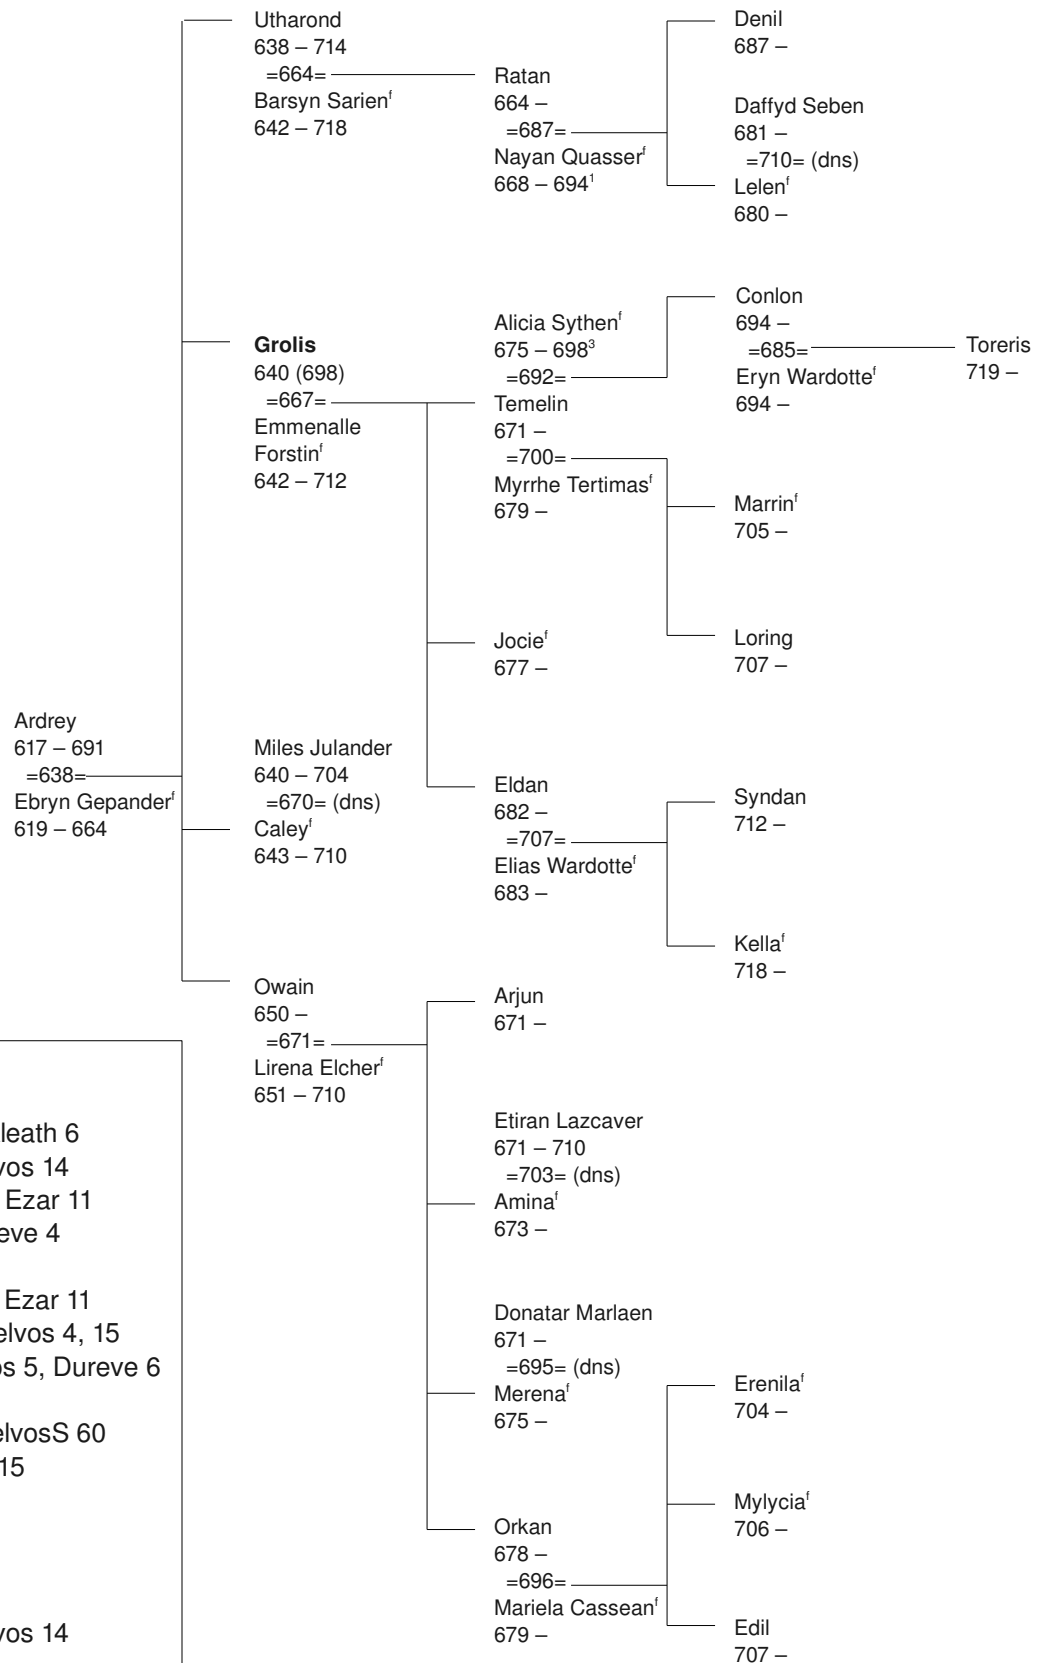 Utharond
638 – 714
=664=
Barsyn Sarienᶠ
642 – 718
Grolis
640 (698)
=667=
Emmenalle
Forstinᶠ
642 – 712
Ardrey
617 – 691
=638=
Ebryn Gepanderᶠ
619 – 664
Miles Julander
640 – 704
=670= (dns)
Caleyᶠ
643 – 710
Owain
650 –
=671=
Lirena Elcherᶠ
651 – 710
Ratan
664 –
=687=
Nayan Quasserᶠ
668 – 694¹
Alicia Sythenᶠ
675 – 698³
=692=
Temelin
671 –
=700=
Myrrhe Tertimasᶠ
679 –
Jocieᶠ
677 –
Eldan
682 –
=707=
Elias Wardotteᶠ
683 –
Arjun
671 –
Etiran Lazcaver
671 – 710
=703= (dns)
Aminaᶠ
673 –
Donatar Marlaen
671 –
=695= (dns)
Merenaᶠ
675 –
Orkan
678 –
=696=
Mariela Casseanᶠ
679 –
Denil
687 –
Daffyd Seben
681 –
=710= (dns)
Lelenᶠ
680 –
Conlon
694 –
=685=
Eryn Wardotteᶠ
694 –
Toreris
719 –
Marrinᶠ
705 –
Loring
707 –
Syndan
712 –
Kellaᶠ
718 –
Erenilaᶠ
704 –
Mylyciaᶠ
706 –
Edil
707 –
leath 6
vos 14
Ezar 11
eve 4
Ezar 11
elvos 4, 15
os 5, Dureve 6
elvosS 60
15
vos 14